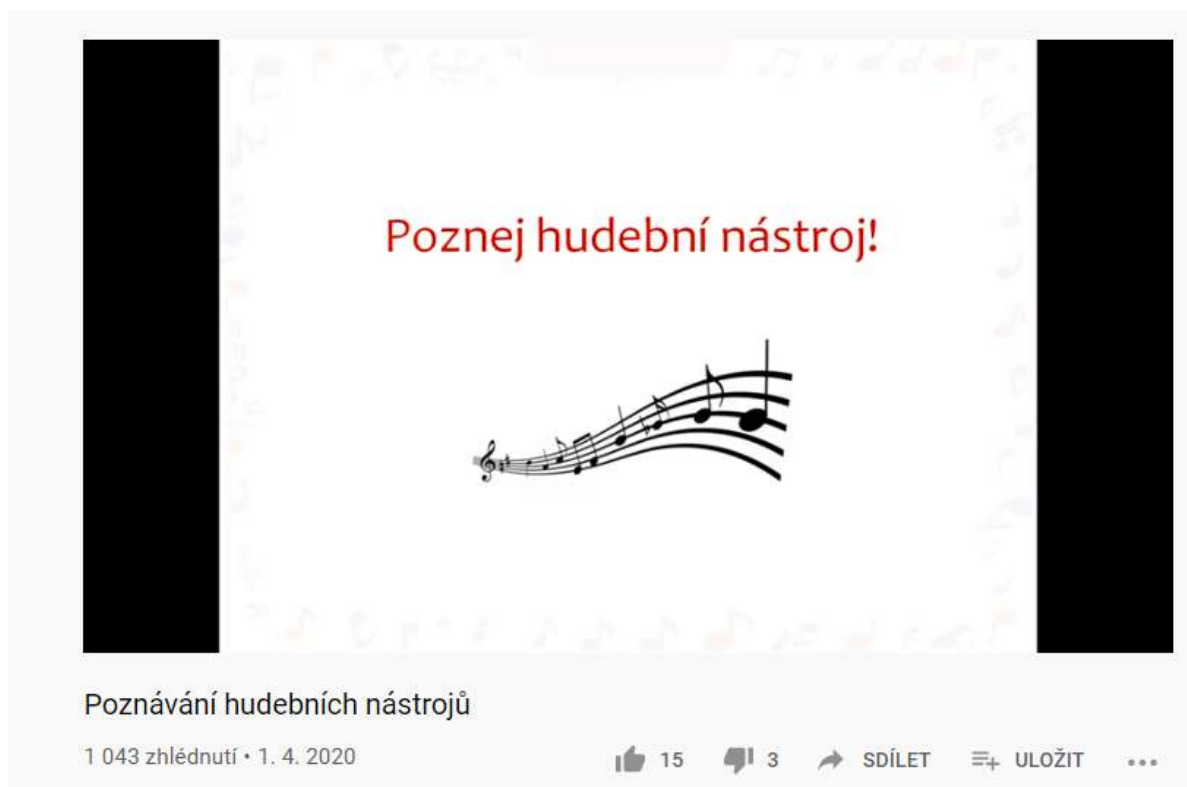 Poznej hudební nástroj!
Poznávání hudebních nástrojů
1 043 zhlédnutí • 1. 4. 2020
15 3 SDÍLET ULOŽIT